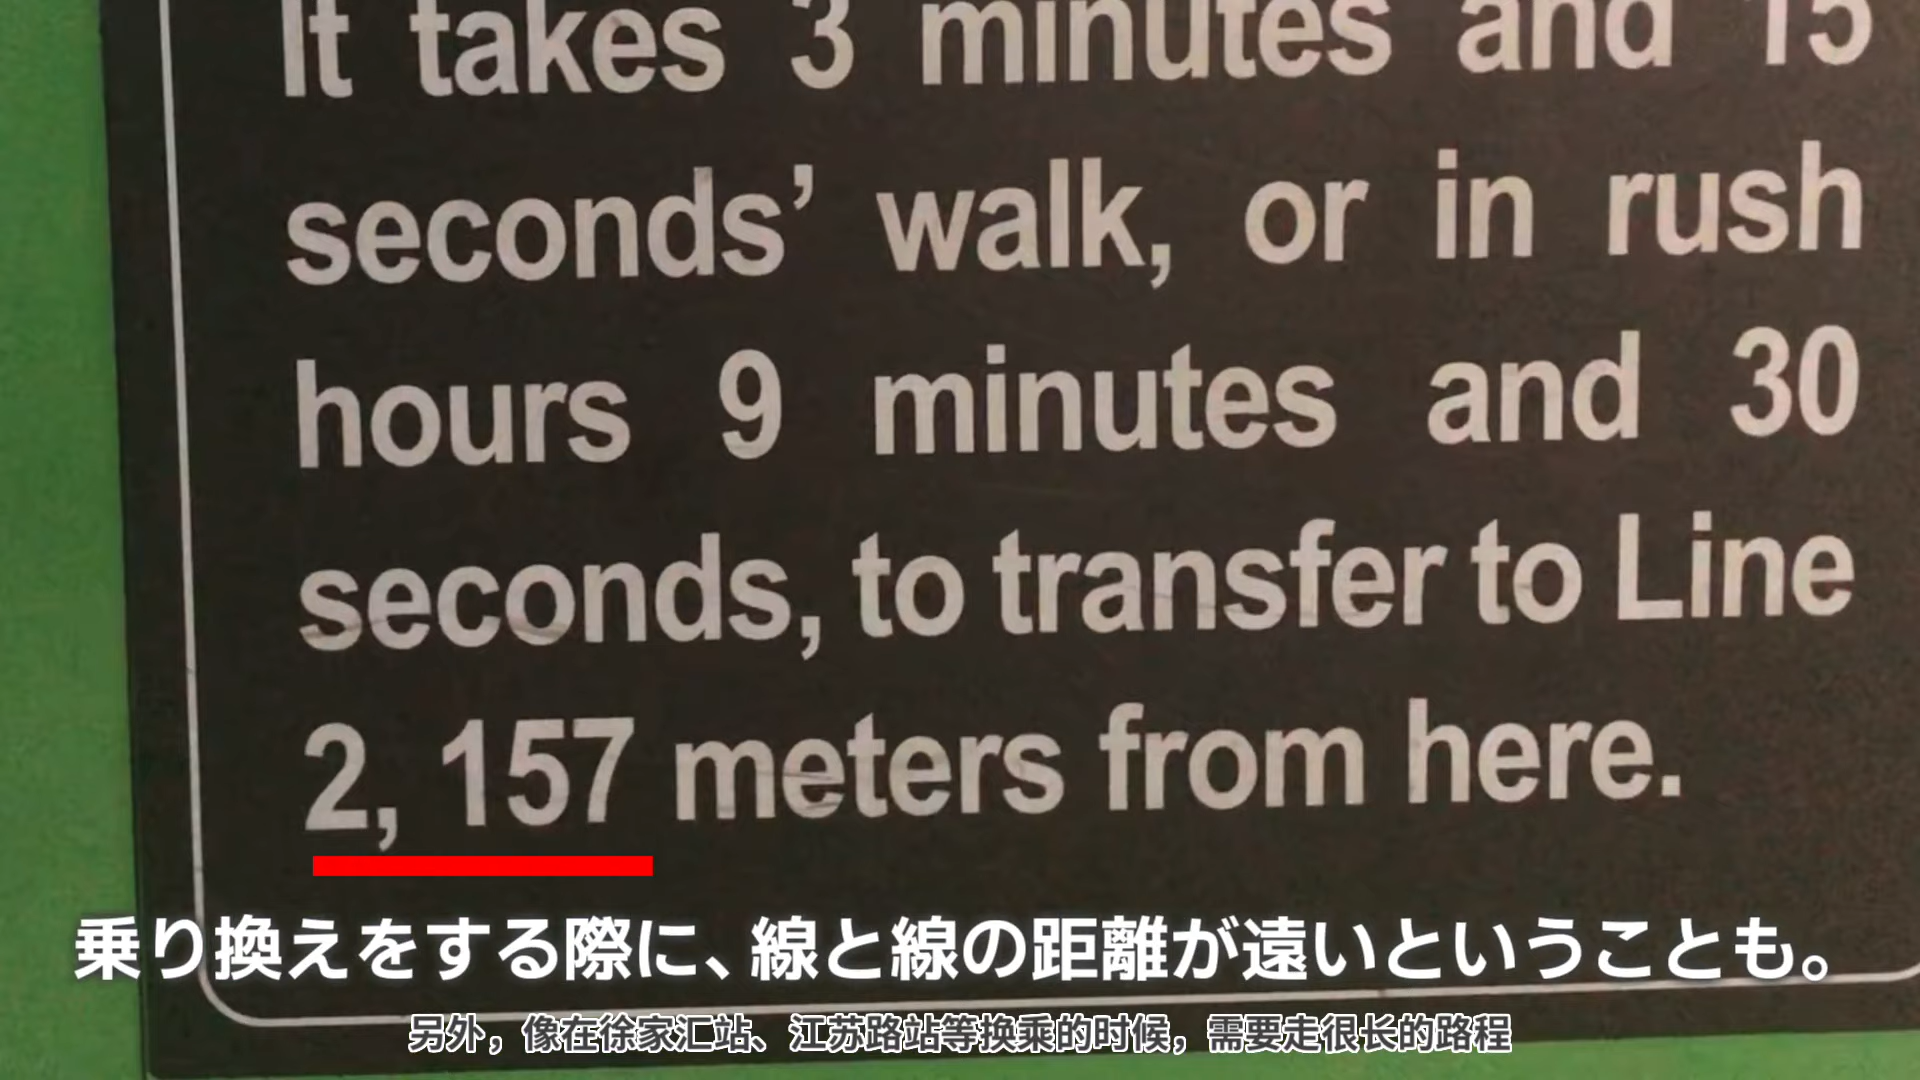 It takes 3 minutes and 15
seconds’ walk, or in rush
hours 9 minutes and 30
seconds, to transfer to Line
2, 157 meters from here.
乗り換えをする際に、線と線の距離が遠いということも。
另外，像在徐家汇站、江苏路站等换乘的时候，需要走很长的路程